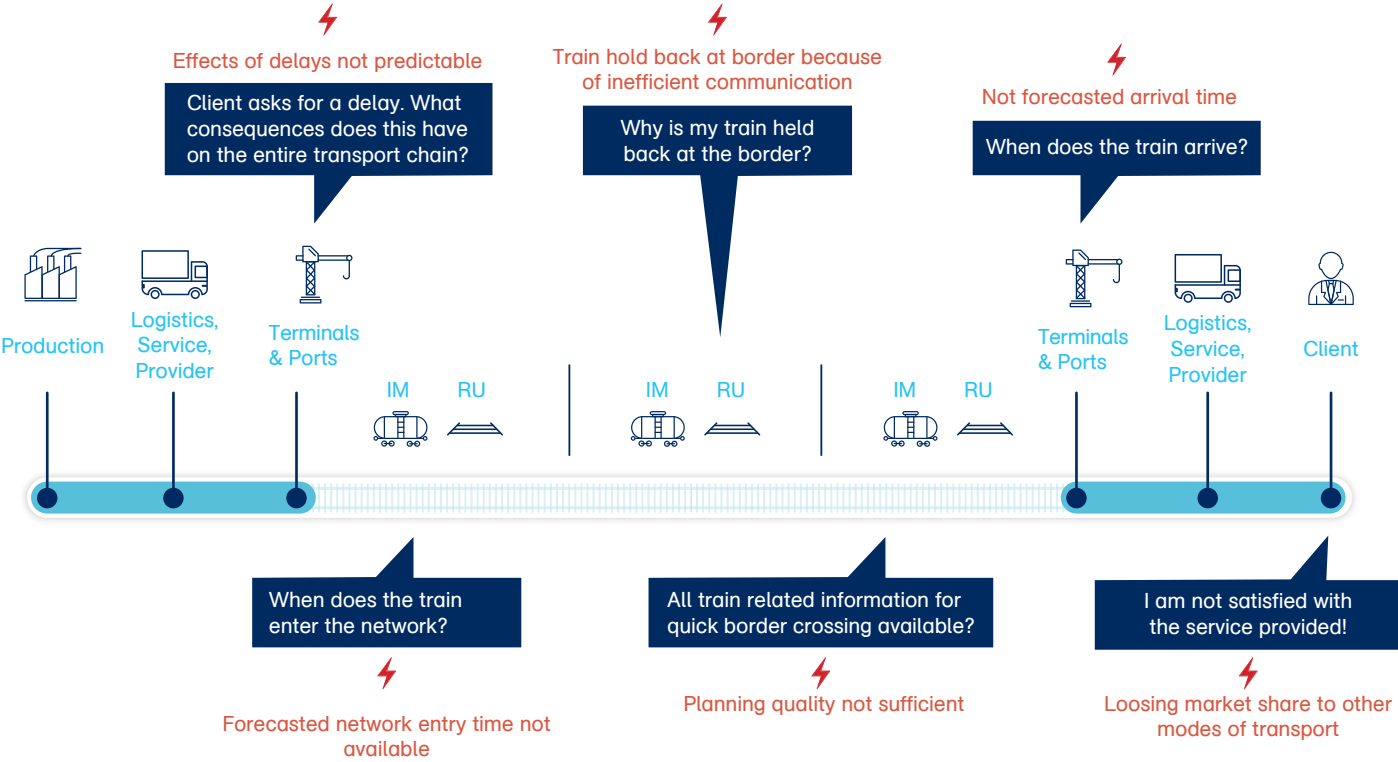 Effects of delays not predictable
Client asks for a delay. What
consequences does this have
on the entire transport chain?
Train hold back at border because
of inefficient communication
Why is my train held
back at the border?
Not forecasted arrival time
When does the train arrive?
Production
Logistics,
Service,
Provider
Terminals
& Ports
IM
RU
IM
RU
IM
RU
Terminals
& Ports
Logistics,
Service,
Provider
Client
When does the train
enter the network?
Forecasted network entry time not
available
All train related information for
quick border crossing available?
Planning quality not sufficient
I am not satisfied with
the service provided!
Loosing market share to other
modes of transport